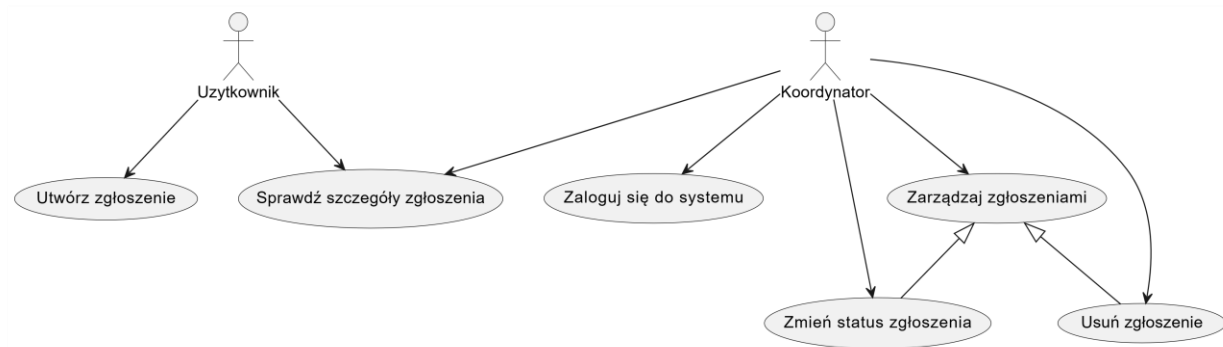 Uzytkownik
Koordynator
Utwórz zgłoszenie
Sprawdź szczegóły zgłoszenia
Zaloguj się do systemu
Zarządzaj zgłoszeniami
Zmień status zgłoszenia
Usuń zgłoszenie